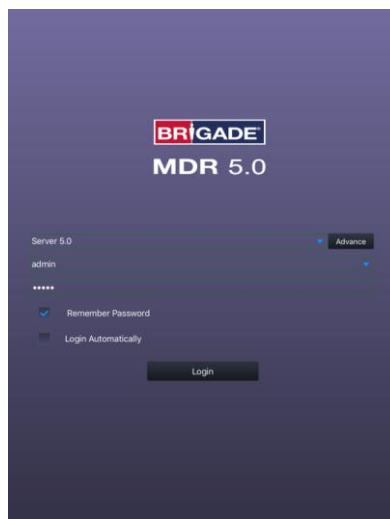 BRIGADE
MDR 5.0
Server 5.0 Advance
admin
•••••
Remember Password
Login Automatically
Login